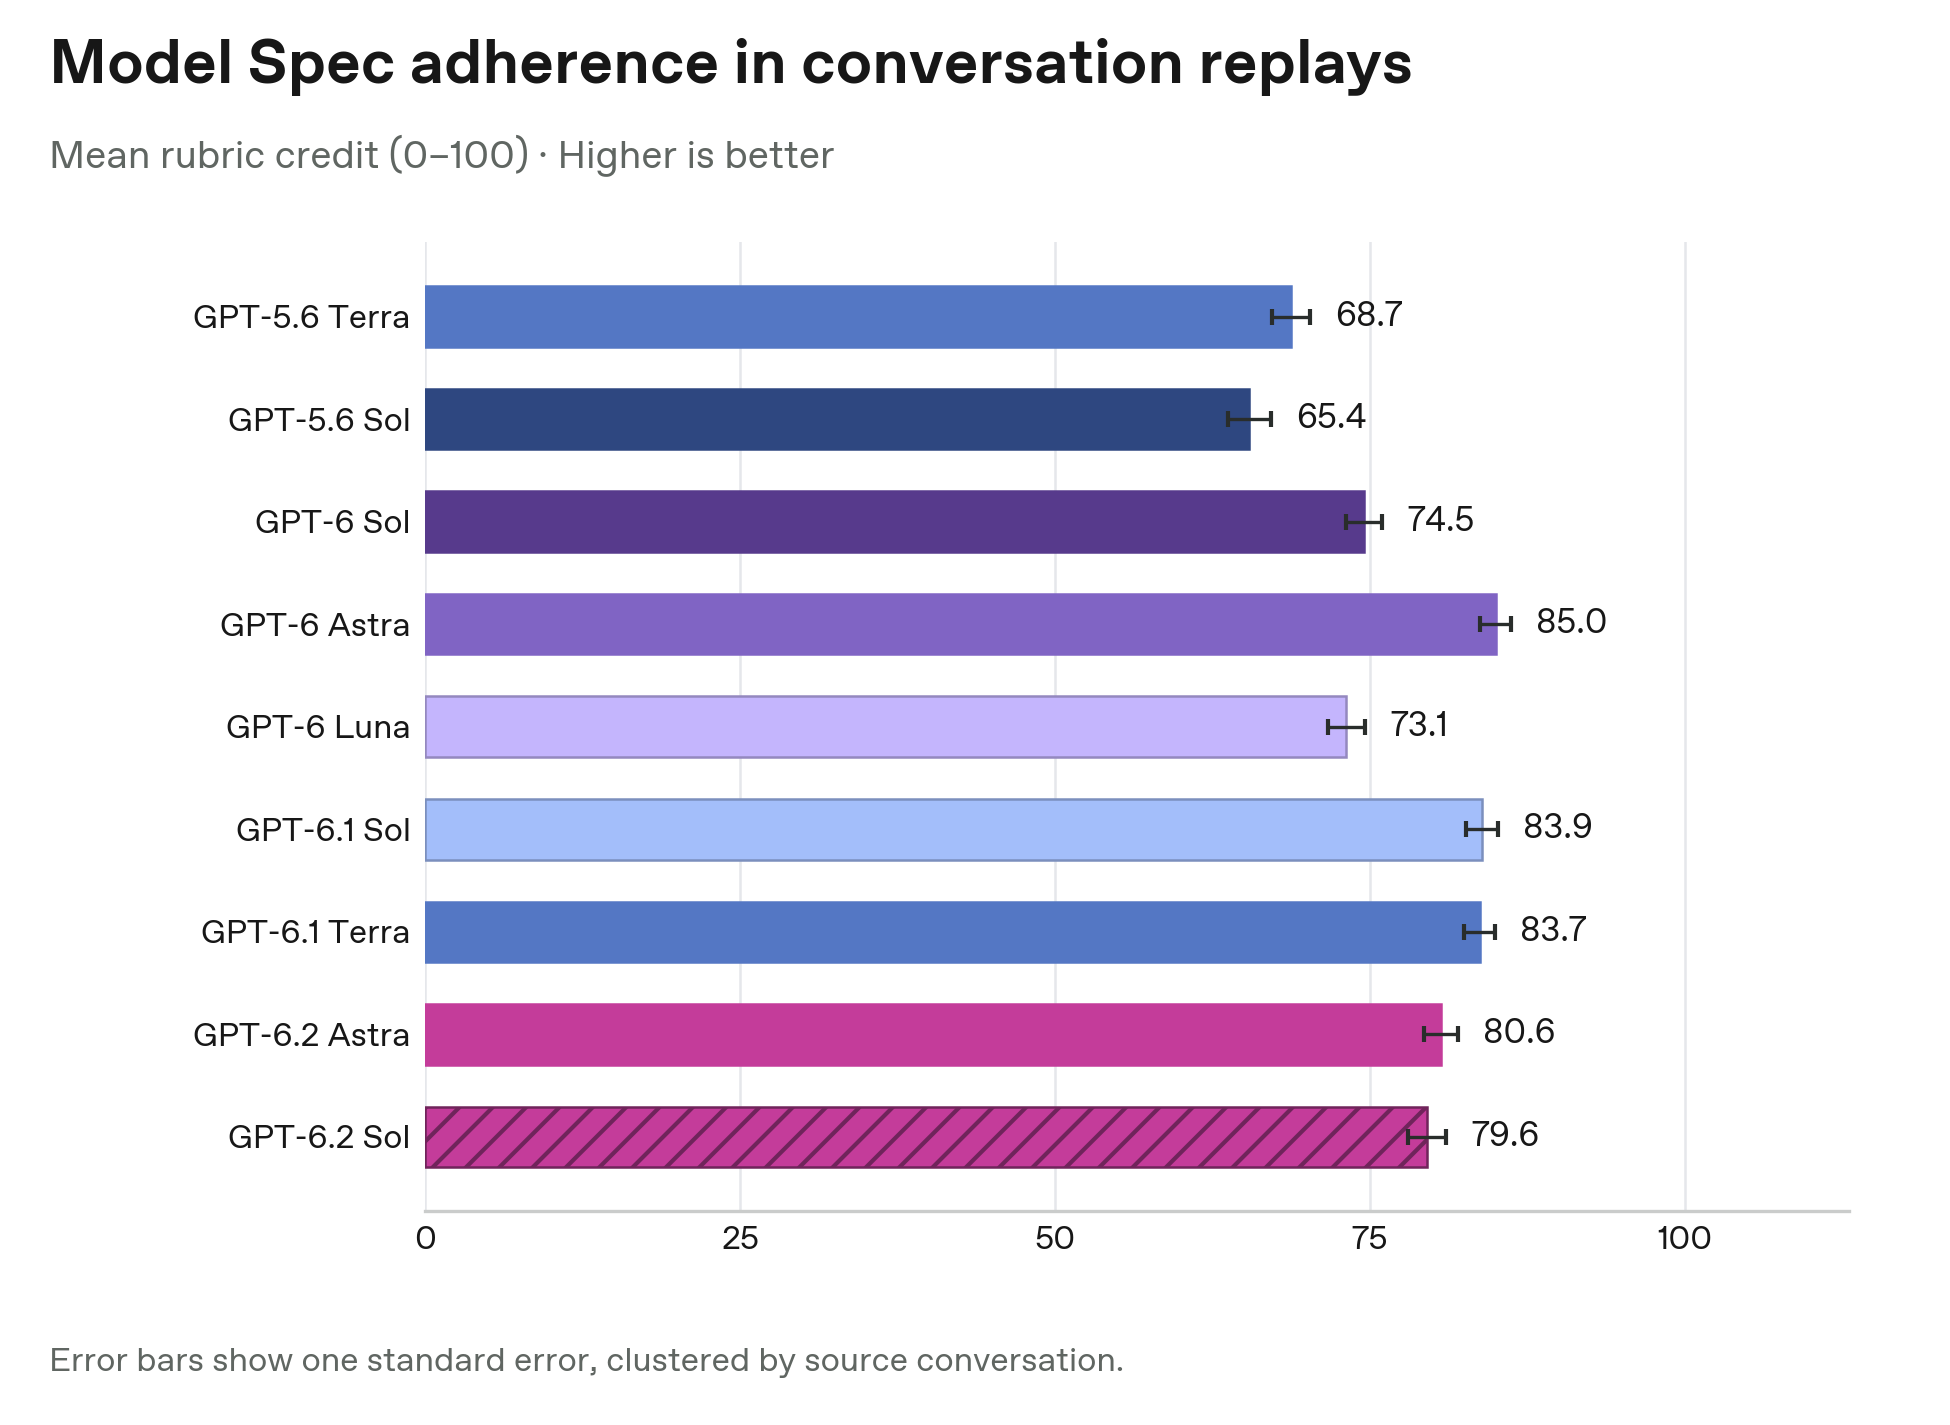 Model Spec adherence in conversation replays
Mean rubric credit (0–100) · Higher is better
GPT-5.6 Terra 68.7
GPT-5.6 Sol 65.4
GPT-6 Sol 74.5
GPT-6 Astra 85.0
GPT-6 Luna 73.1
GPT-6.1 Sol 83.9
GPT-6.1 Terra 83.7
GPT-6.2 Astra 80.6
GPT-6.2 Sol 79.6
0 25 50 75 100
Error bars show one standard error, clustered by source conversation.